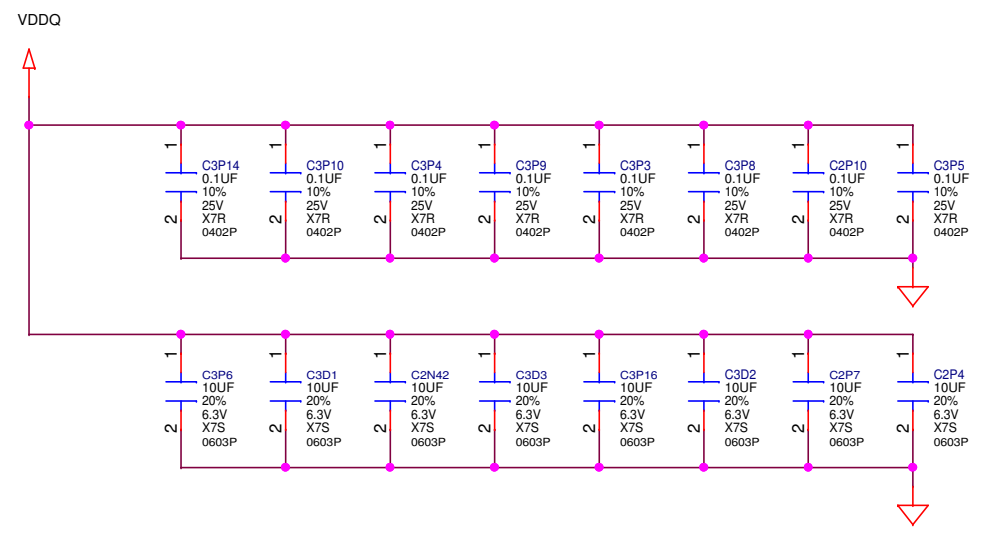 VDDQ
1
2
C3P14
0.1UF
10%
25V
X7R
0402P
1
2
C3P10
0.1UF
10%
25V
X7R
0402P
1
2
C3P4
0.1UF
10%
25V
X7R
0402P
1
2
C3P9
0.1UF
10%
25V
X7R
0402P
1
2
C3P3
0.1UF
10%
25V
X7R
0402P
1
2
C3P8
0.1UF
10%
25V
X7R
0402P
1
2
C2P10
0.1UF
10%
25V
X7R
0402P
1
2
C3P5
0.1UF
10%
25V
X7R
0402P
1
2
C3P6
10UF
20%
6.3V
X7S
0603P
1
2
C3D1
10UF
20%
6.3V
X7S
0603P
1
2
C2N42
10UF
20%
6.3V
X7S
0603P
1
2
C3D3
10UF
20%
6.3V
X7S
0603P
1
2
C3P16
10UF
20%
6.3V
X7S
0603P
1
2
C3D2
10UF
20%
6.3V
X7S
0603P
1
2
C2P7
10UF
20%
6.3V
X7S
0603P
1
2
C2P4
10UF
20%
6.3V
X7S
0603P